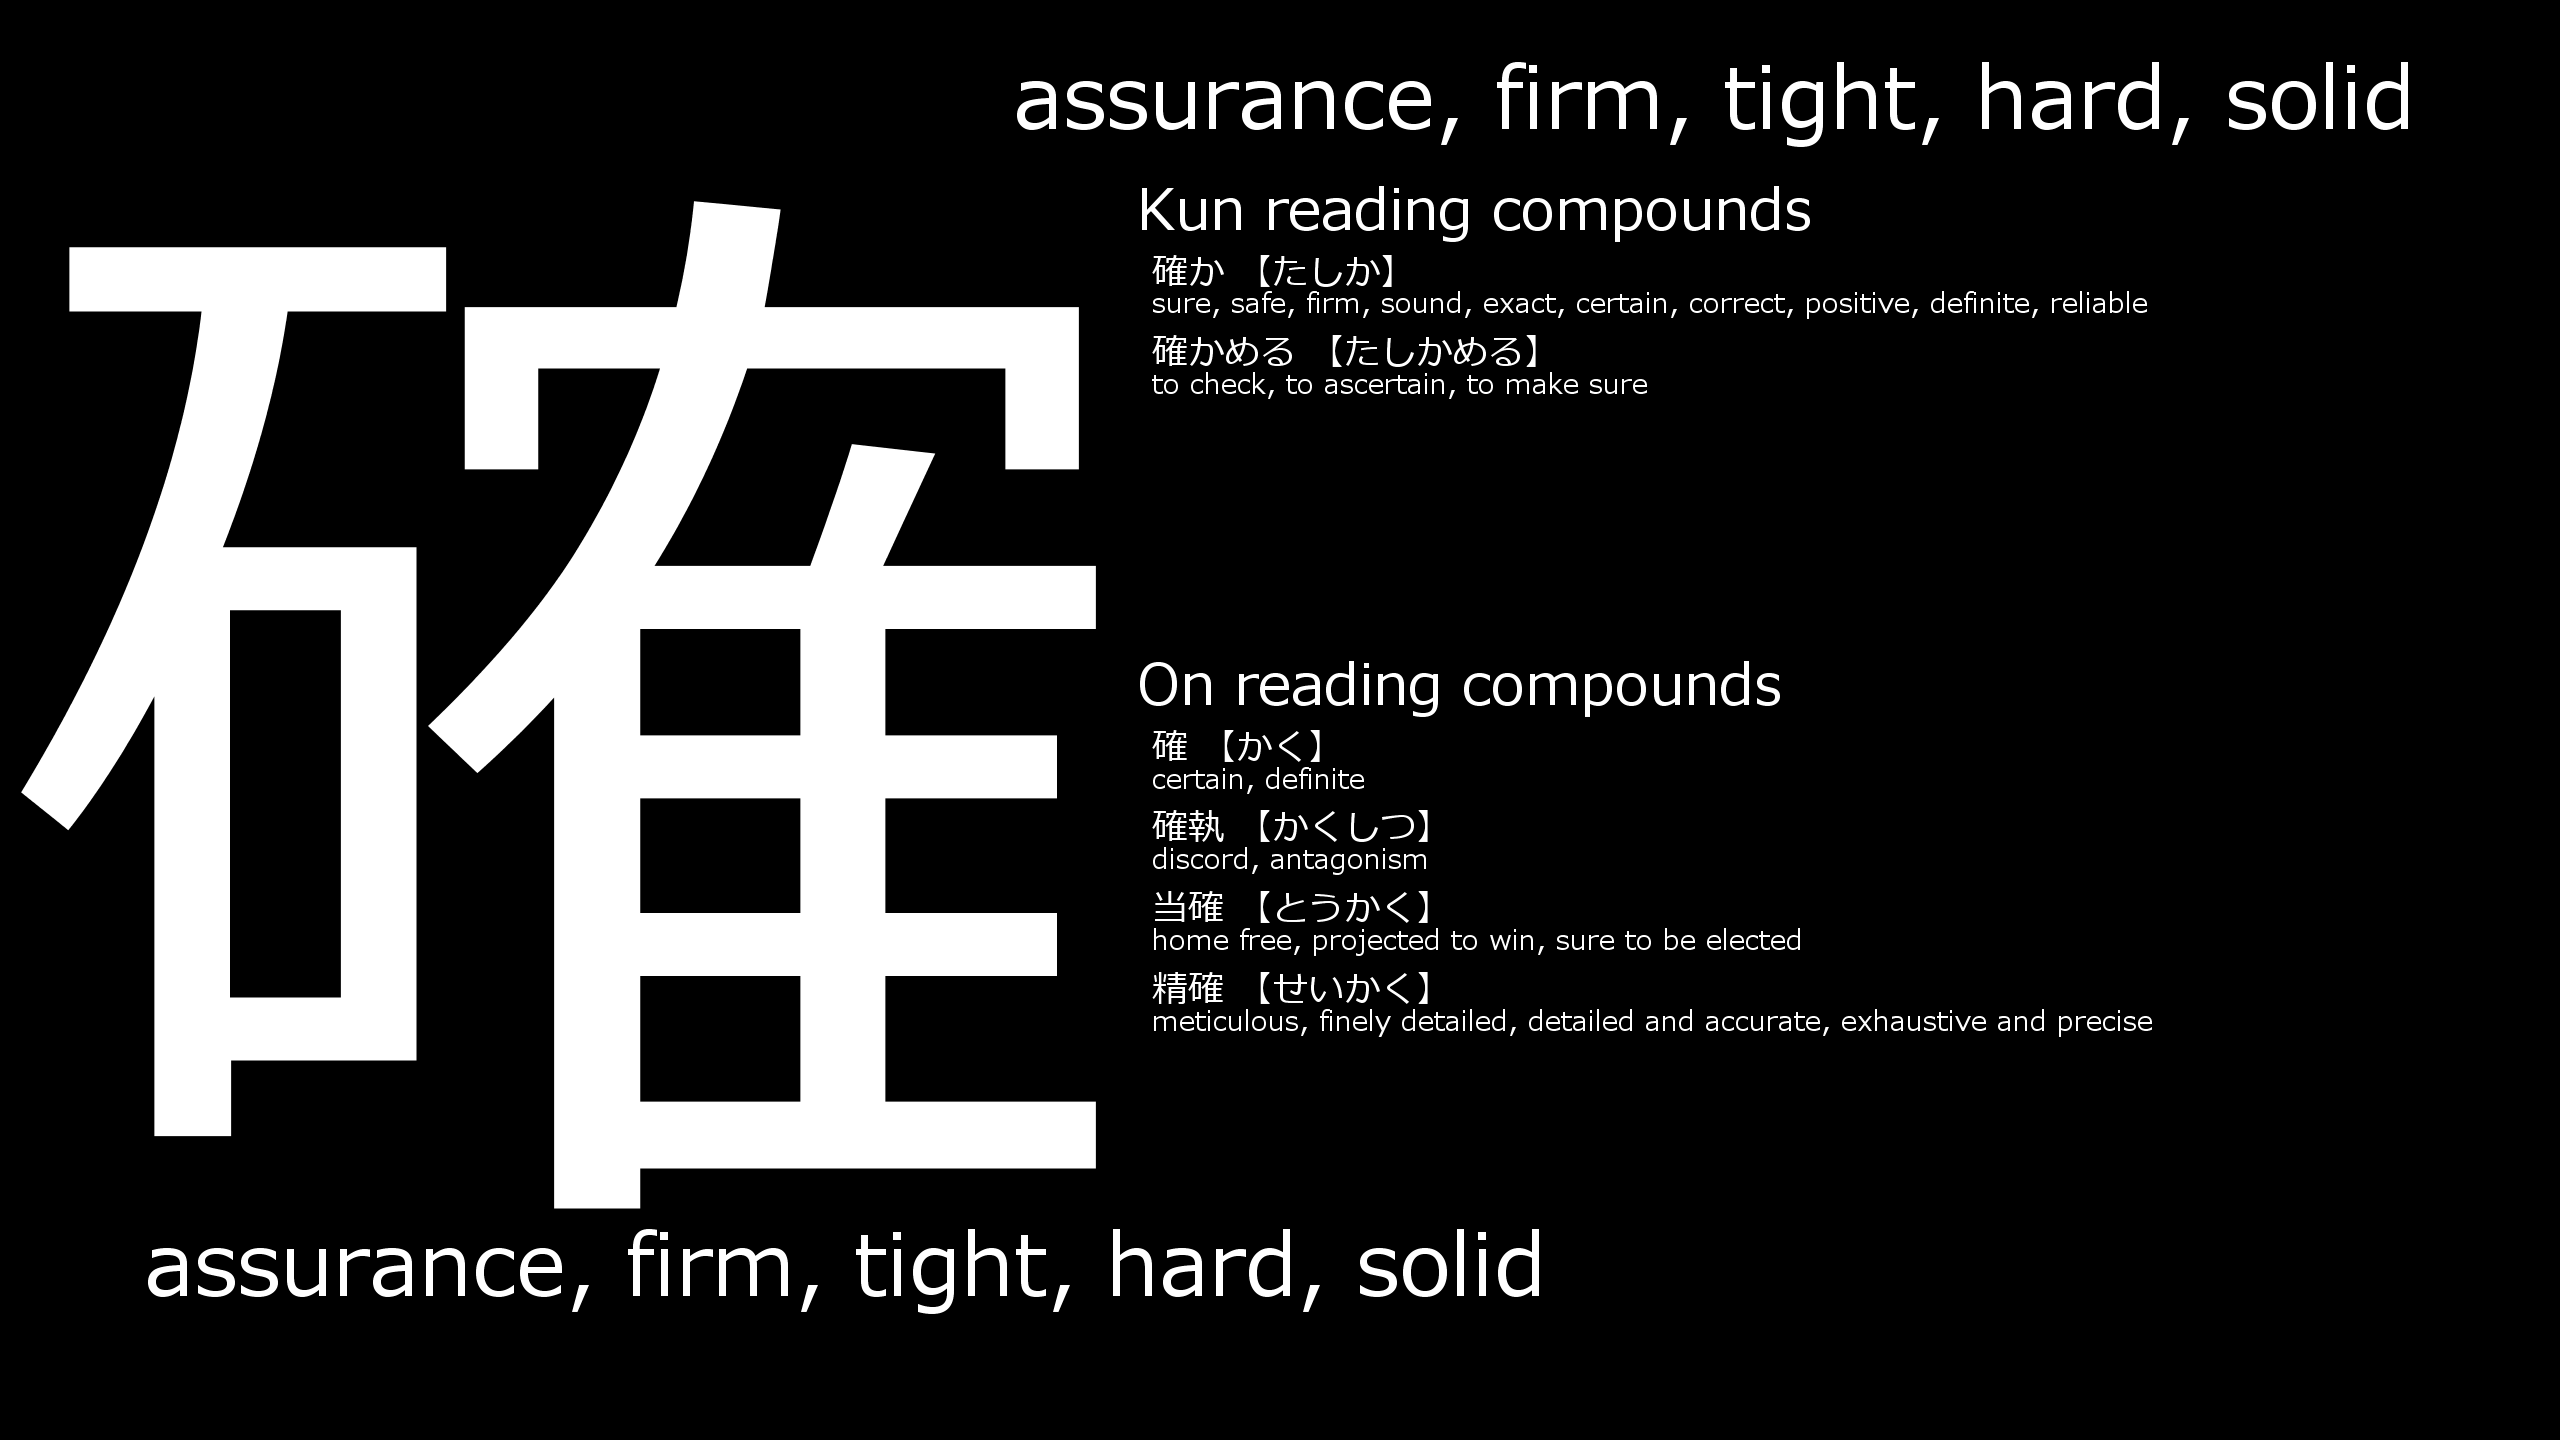 assurance, firm, tight, hard, solid
確
Kun reading compounds
確か 【たしか】
sure, safe, firm, sound, exact, certain, correct, positive, definite, reliable
確かめる 【たしかめる】
to check, to ascertain, to make sure
On reading compounds
確 【かく】
certain, definite
確執 【かくしつ】
discord, antagonism
当確 【とうかく】
home free, projected to win, sure to be elected
精確 【せいかく】
meticulous, finely detailed, detailed and accurate, exhaustive and precise
assurance, firm, tight, hard, solid